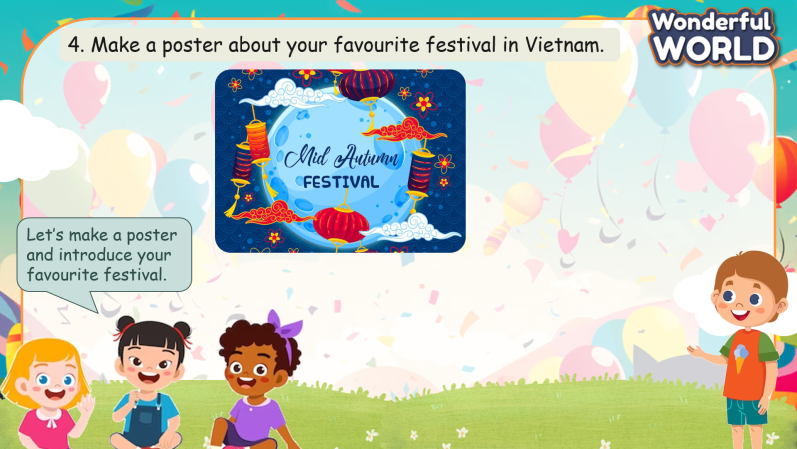 Wonderful
WORLD
4. Make a poster about your favourite festival in Vietnam.
Mid Autumn
FESTIVAL
Let's make a poster
and introduce your
favourite festival.